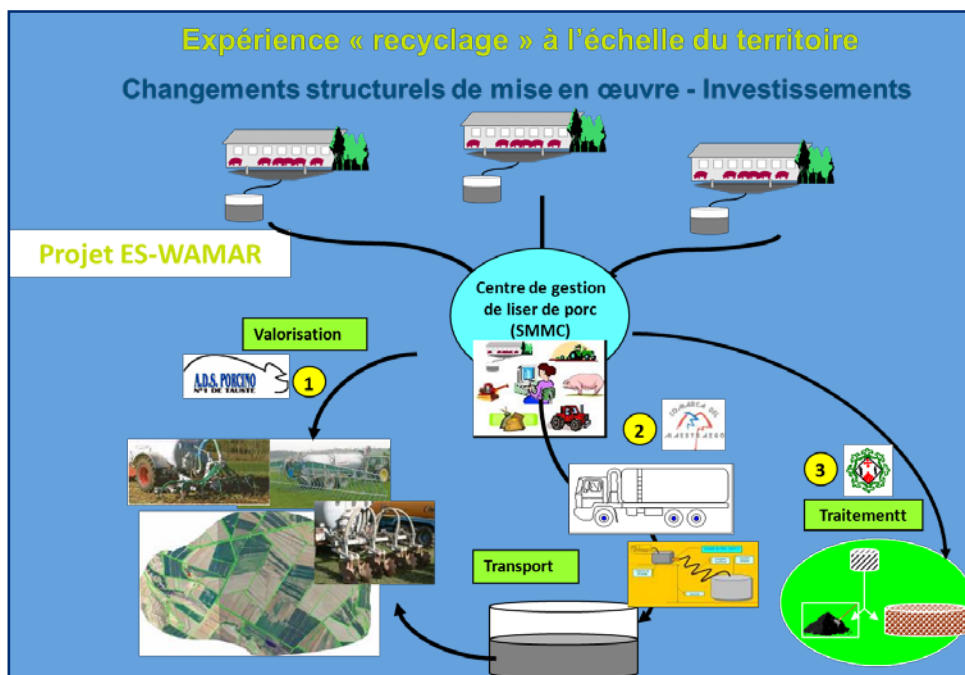 Expérience « recyclage » à l’échelle du territoire
Changements structurels de mise en œuvre - Investissements
Projet ES-WAMAR
Centre de gestion
de liser de porc
(SMMC)
Valorisation
A.D.S. PORCINO
Nº1 DE TAUSTE
1
2
COMARCA DEL
MAESTRAZGO
3
Traitementt
Transport